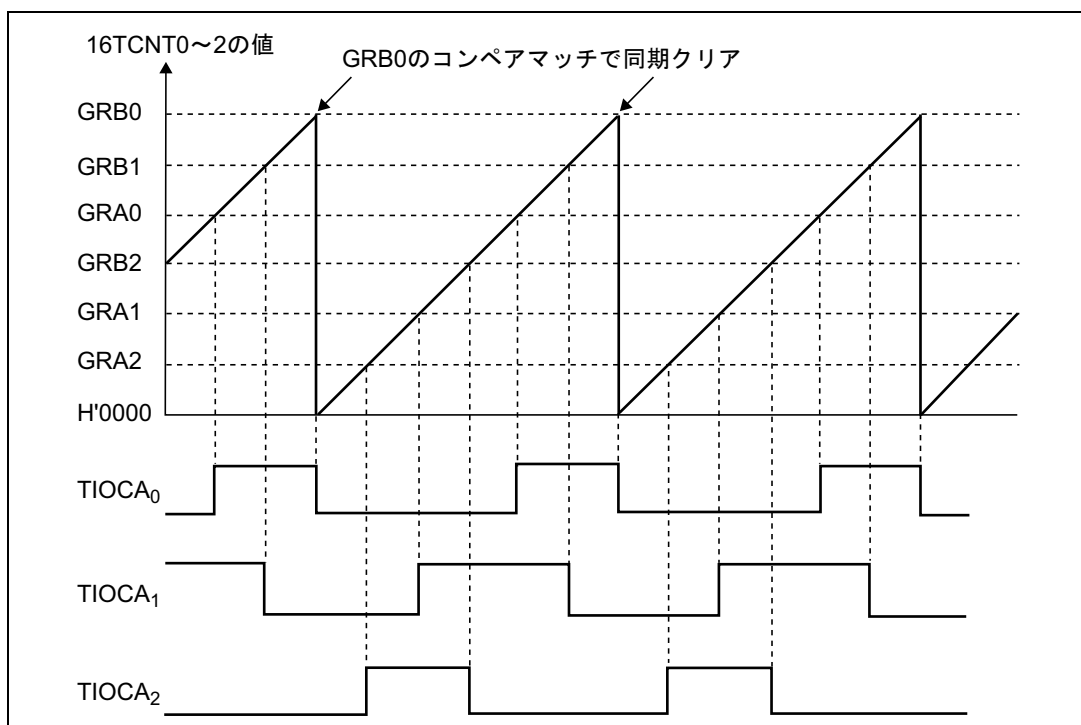 16TCNT0～2の値
GRB0のコンペアマッチで同期クリア
GRB0
GRB1
GRA0
GRB2
GRA1
GRA2
H'0000
TIOCA0
TIOCA1
TIOCA2